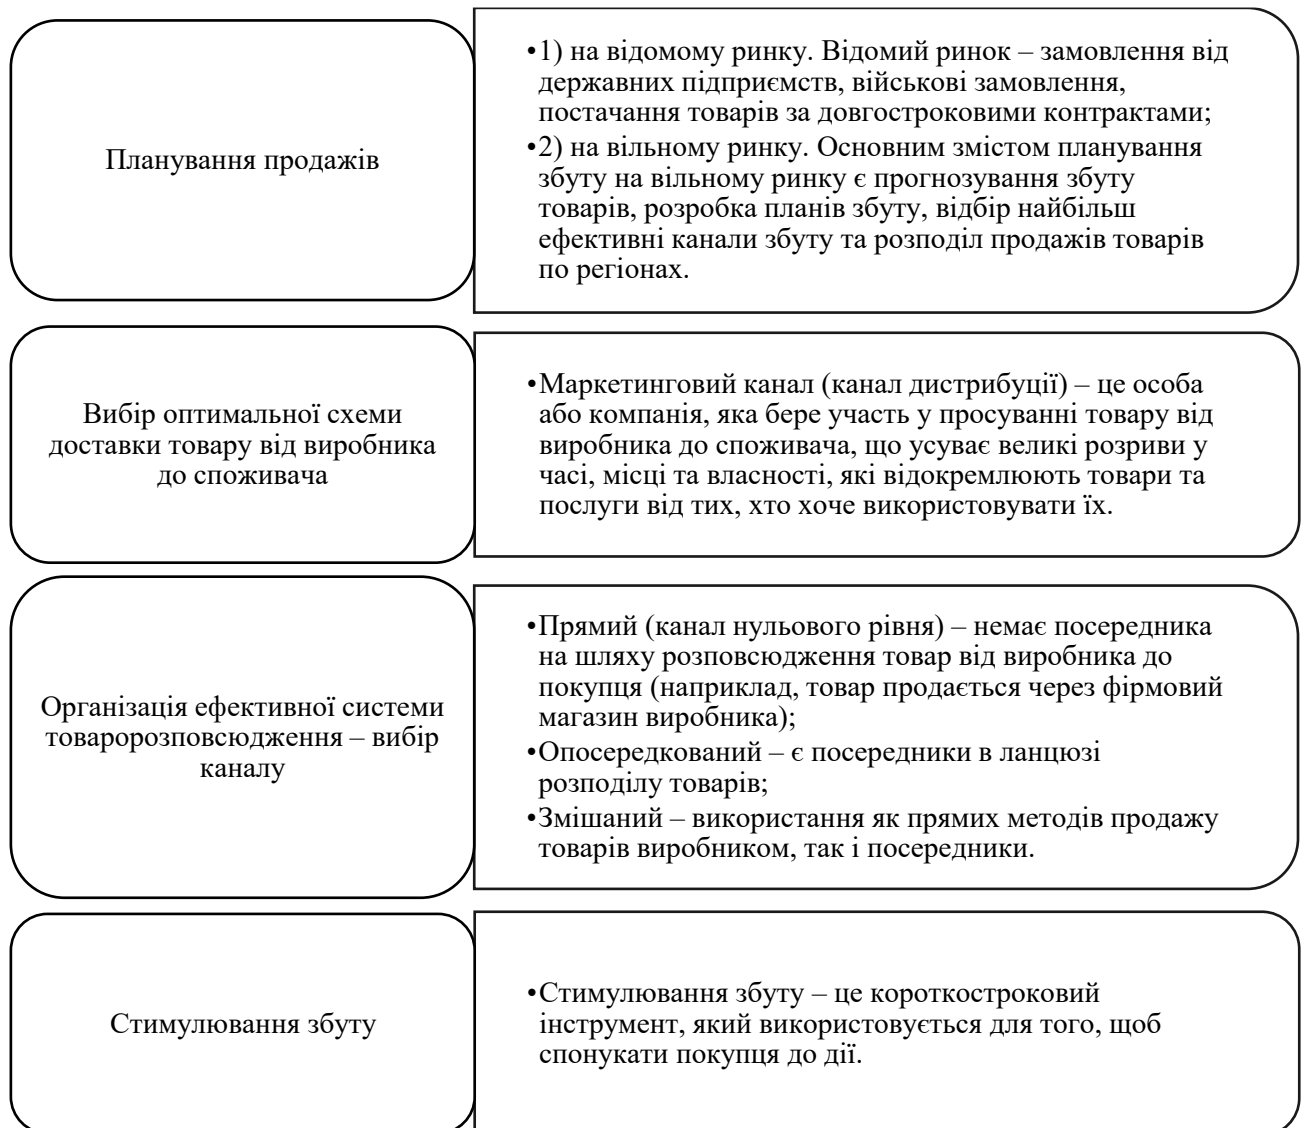 Планування продажів
•1) на відомому ринку. Відомий ринок – замовлення від
державних підприємств, військові замовлення,
постачання товарів за довгостроковими контрактами;
•2) на вільному ринку. Основним змістом планування
збуту на вільному ринку є прогнозування збуту
товарів, розробка планів збуту, відбір найбільш
ефективні канали збуту та розподіл продажів товарів
по регіонах.
Вибір оптимальної схеми
доставки товару від виробника
до споживача
•Маркетинговий канал (канал дистрибуції) – це особа
або компанія, яка бере участь у просуванні товару від
виробника до споживача, що усуває великі розриви у
часі, місці та власності, які відокремлюють товари та
послуги від тих, хто хоче використовувати їх.
Організація ефективної системи
товаророзповсюдження – вибір
каналу
•Прямий (канал нульового рівня) – немає посередника
на шляху розповсюдження товар від виробника до
покупця (наприклад, товар продається через фірмовий
магазин виробника);
•Опосередкований – є посередники в ланцюзі
розподілу товарів;
•Змішаний – використання як прямих методів продажу
товарів виробником, так і посередники.
Стимулювання збуту
•Стимулювання збуту – це короткостроковий
інструмент, який використовується для того, щоб
спонукати покупця до дії.